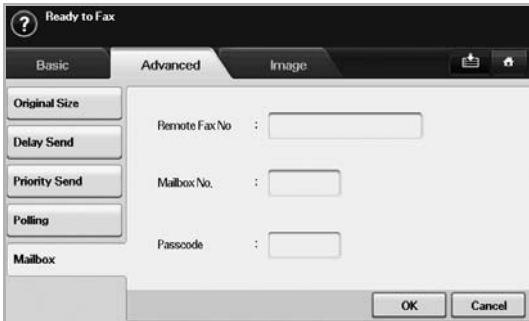 Ready to Fax
Basic
Advanced
Image
Original Size
Delay Send
Priority Send
Polling
Mailbox
Remote Fax No :
Mailbox No. :
Passcode :
OK
Cancel